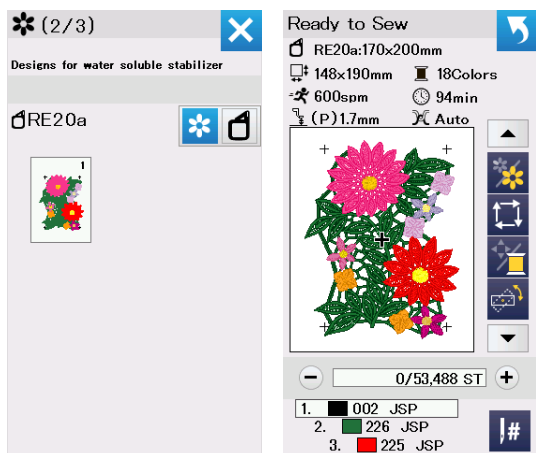 (2/3)
Designs for water soluble stabilizer
RE20a
1
Ready to Sew
RE20a:170x200mm
148x190mm
18Colors
600spm
94min
(P)1.7mm
Auto
0/53,488 ST
1. 002 JSP
2. 226 JSP
3. 225 JSP
#